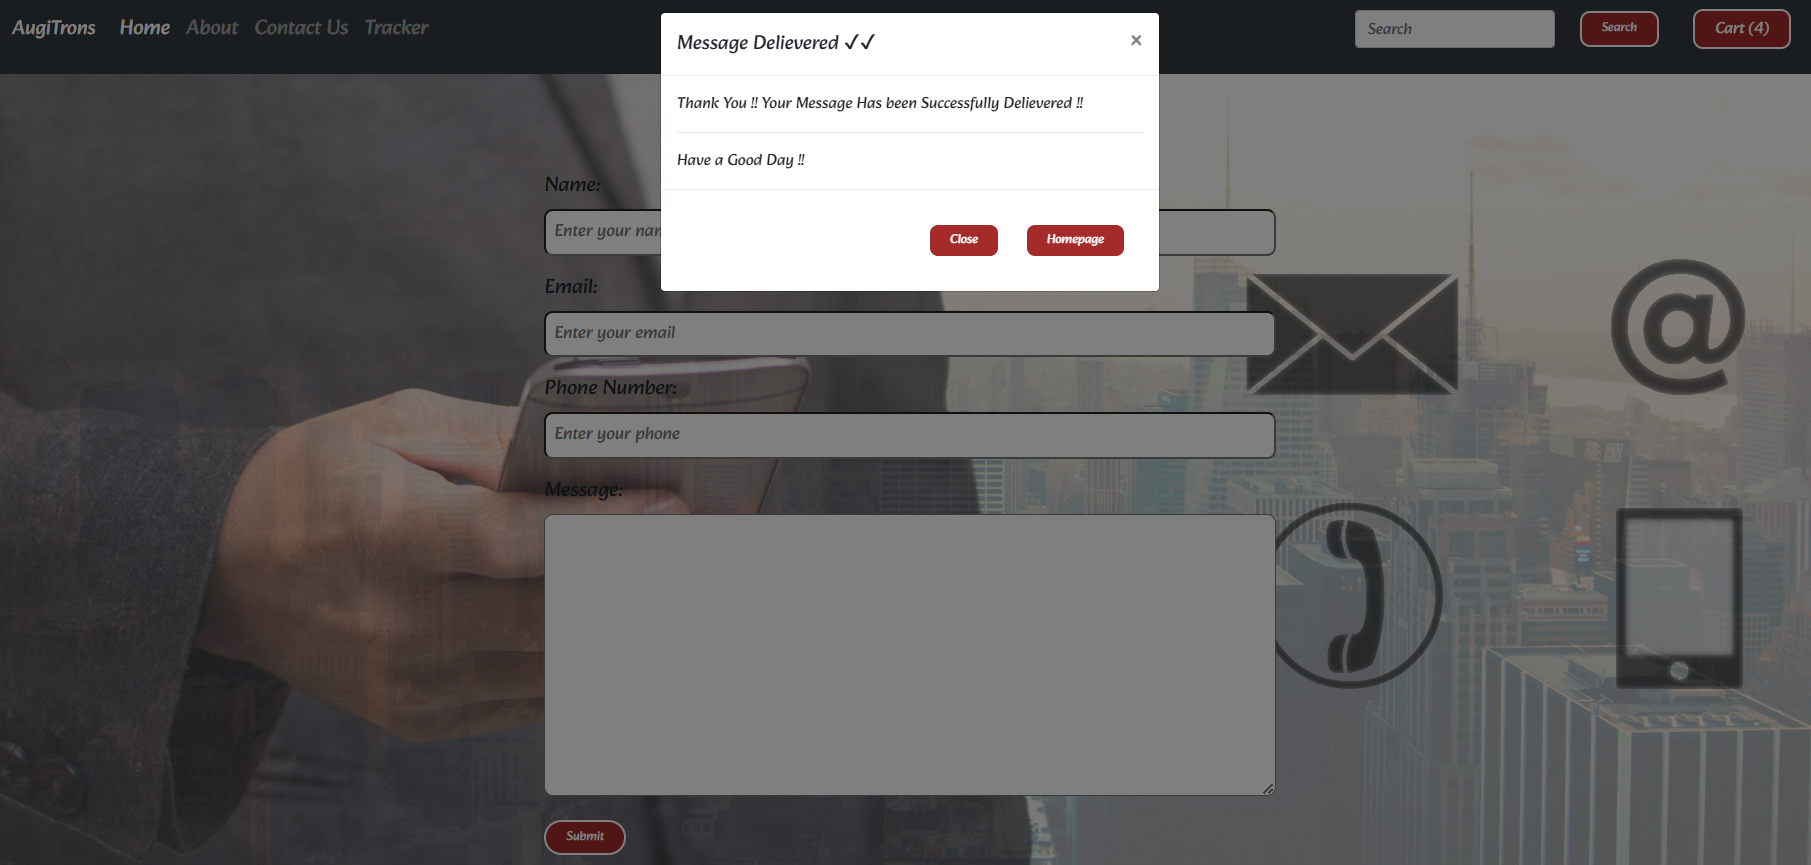 AugiTrons Home About Contact Us Tracker Search Search Cart (4)
Message Delievered ✓✓ ×
Thank You !! Your Message Has been Successfully Delievered !!
Have a Good Day !!
Close Homepage
Name:
Enter your nam
Email:
Enter your email
Phone Number:
Enter your phone
Message:
Submit